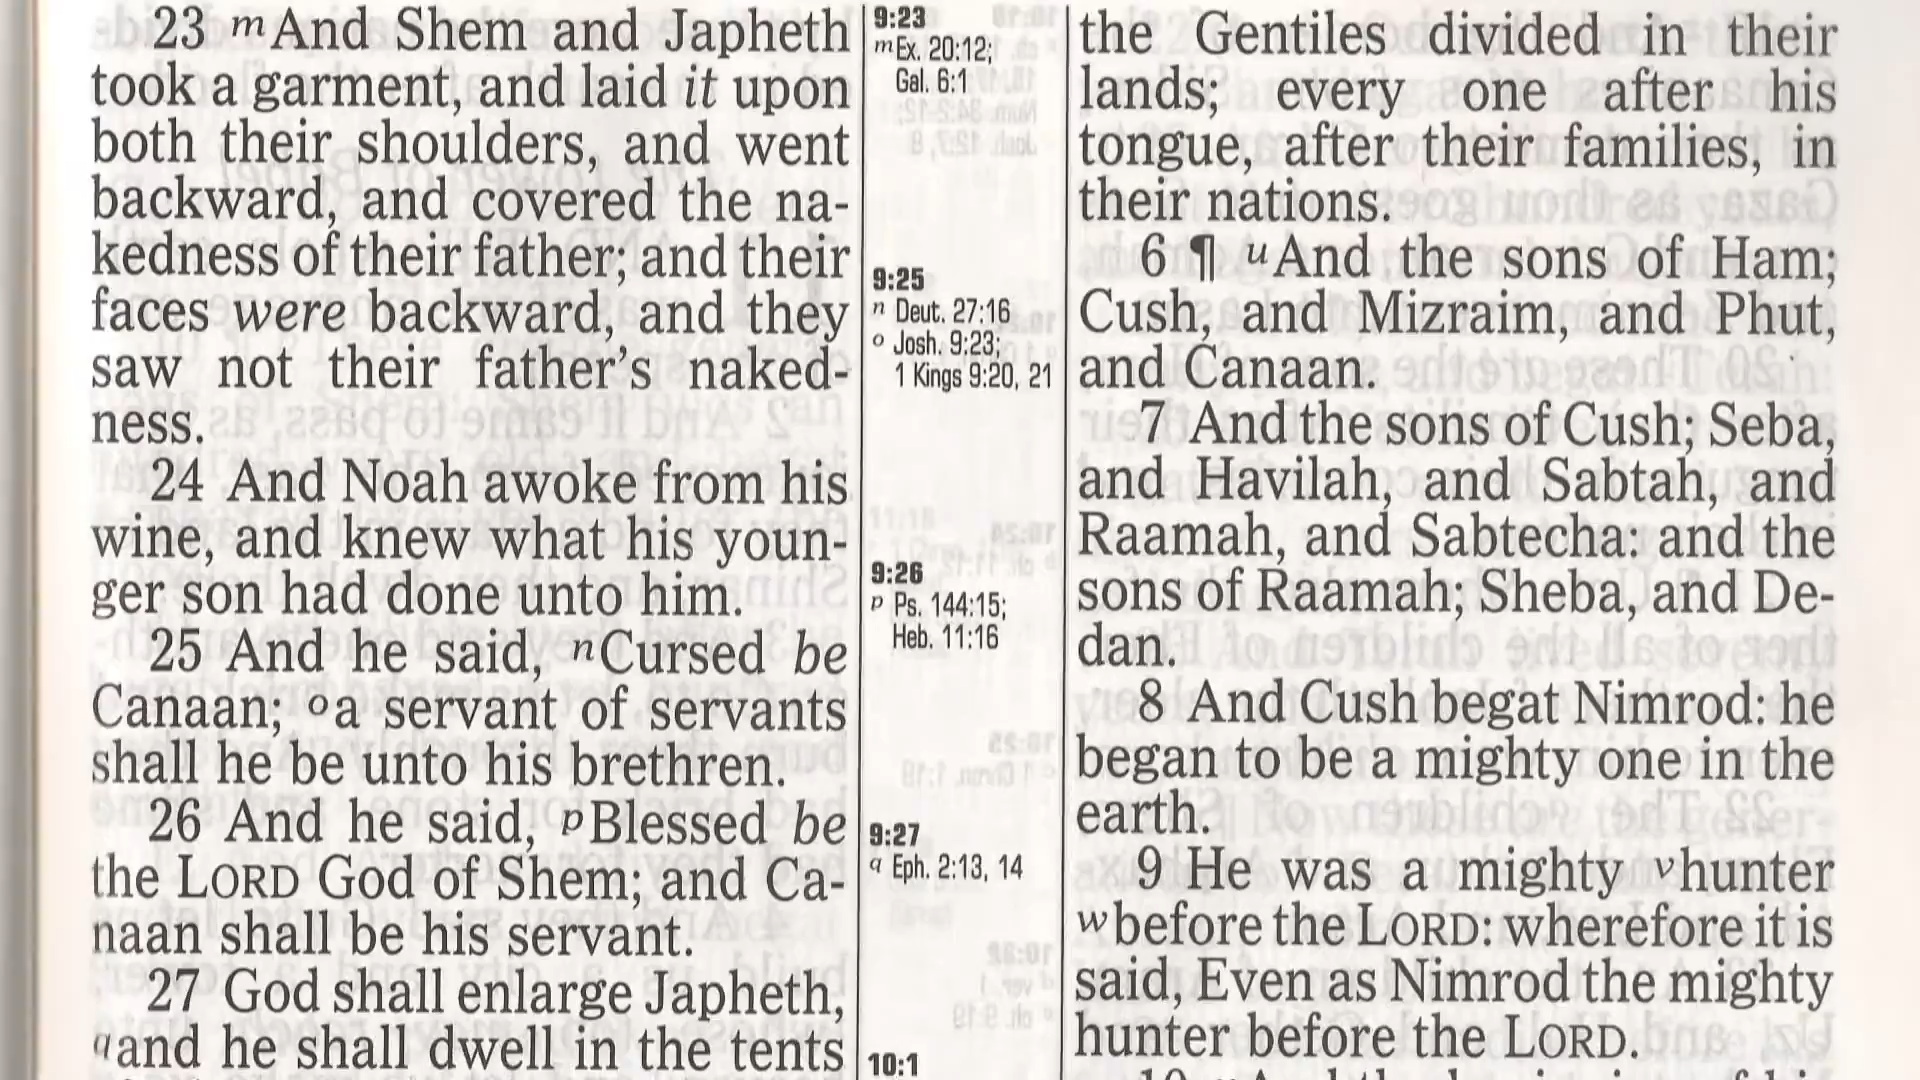 23 mAnd Shem and Japheth
took a garment, and laid it upon
both their shoulders, and went
backward, and covered the na-
kedness of their father; and their
faces were backward, and they
saw not their father's naked-
ness.
24 And Noah awoke from his
wine, and knew what his youn-
ger son had done unto him.
25 And he said, nCursed be
Canaan; oa servant of servants
shall he be unto his brethren.
26 And he said, pBlessed be
the LORD God of Shem; and Ca-
naan shall be his servant.
27 God shall enlarge Japheth,
qand he shall dwell in the tents
9:23
mEx. 20:12;
Gal. 6:1
9:25
n Deut. 27:16
o Josh. 9:23;
1 Kings 9:20, 21
9:26
p Ps. 144:15;
Heb. 11:16
9:27
q Eph. 2:13, 14
10:1
the Gentiles divided in their
lands; every one after his
tongue, after their families, in
their nations.
6 ¶ uAnd the sons of Ham;
Cush, and Mizraim, and Phut,
and Canaan.
7 And the sons of Cush; Seba,
and Havilah, and Sabtah, and
Raamah, and Sabtecha: and the
sons of Raamah; Sheba, and De-
dan.
8 And Cush begat Nimrod: he
began to be a mighty one in the
earth.
9 He was a mighty vhunter
wbefore the LORD: wherefore it is
said, Even as Nimrod the mighty
hunter before the LORD.